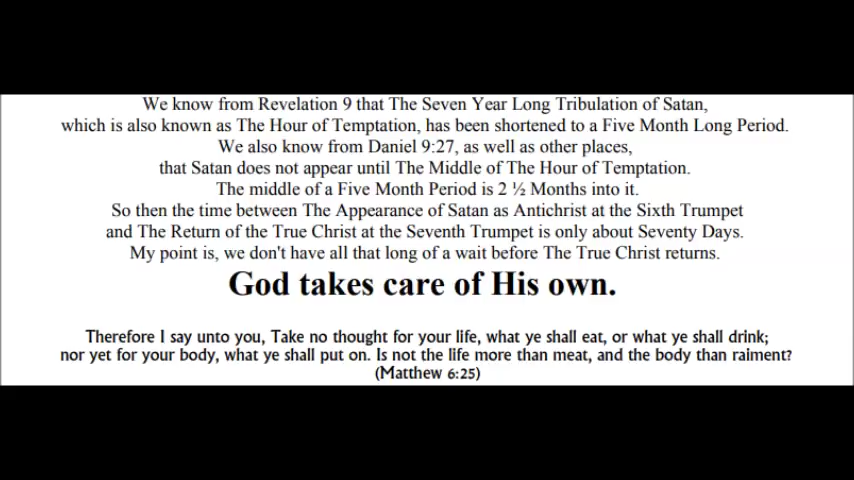 We know from Revelation 9 that The Seven Year Long Tribulation of Satan,
which is also known as The Hour of Temptation, has been shortened to a Five Month Long Period.
We also know from Daniel 9:27, as well as other places,
that Satan does not appear until The Middle of The Hour of Temptation.
The middle of a Five Month Period is 2 ½ Months into it.
So then the time between The Appearance of Satan as Antichrist at the Sixth Trumpet
and The Return of the True Christ at the Seventh Trumpet is only about Seventy Days.
My point is, we don't have all that long of a wait before The True Christ returns.
God takes care of His own.
Therefore I say unto you, Take no thought for your life, what ye shall eat, or what ye shall drink;
nor yet for your body, what ye shall put on. Is not the life more than meat, and the body than raiment?
(Matthew 6:25)